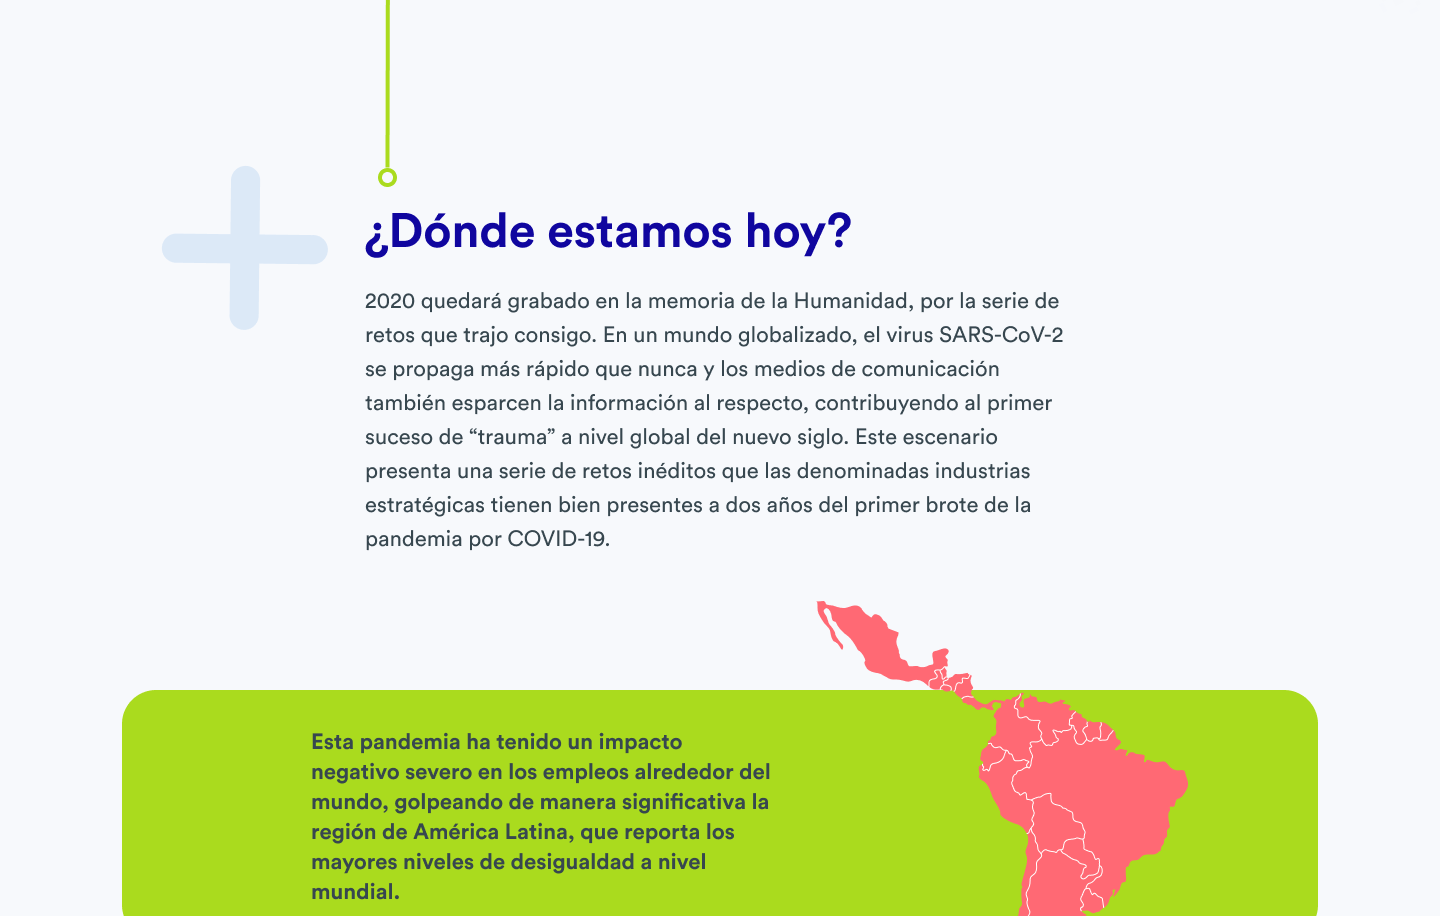 ¿Dónde estamos hoy?
2020 quedará grabado en la memoria de la Humanidad, por la serie de
retos que trajo consigo. En un mundo globalizado, el virus SARS-CoV-2
se propaga más rápido que nunca y los medios de comunicación
también esparcen la información al respecto, contribuyendo al primer
suceso de “trauma” a nivel global del nuevo siglo. Este escenario
presenta una serie de retos inéditos que las denominadas industrias
estratégicas tienen bien presentes a dos años del primer brote de la
pandemia por COVID-19.
Esta pandemia ha tenido un impacto
negativo severo en los empleos alrededor del
mundo, golpeando de manera significativa la
región de América Latina, que reporta los
mayores niveles de desigualdad a nivel
mundial.